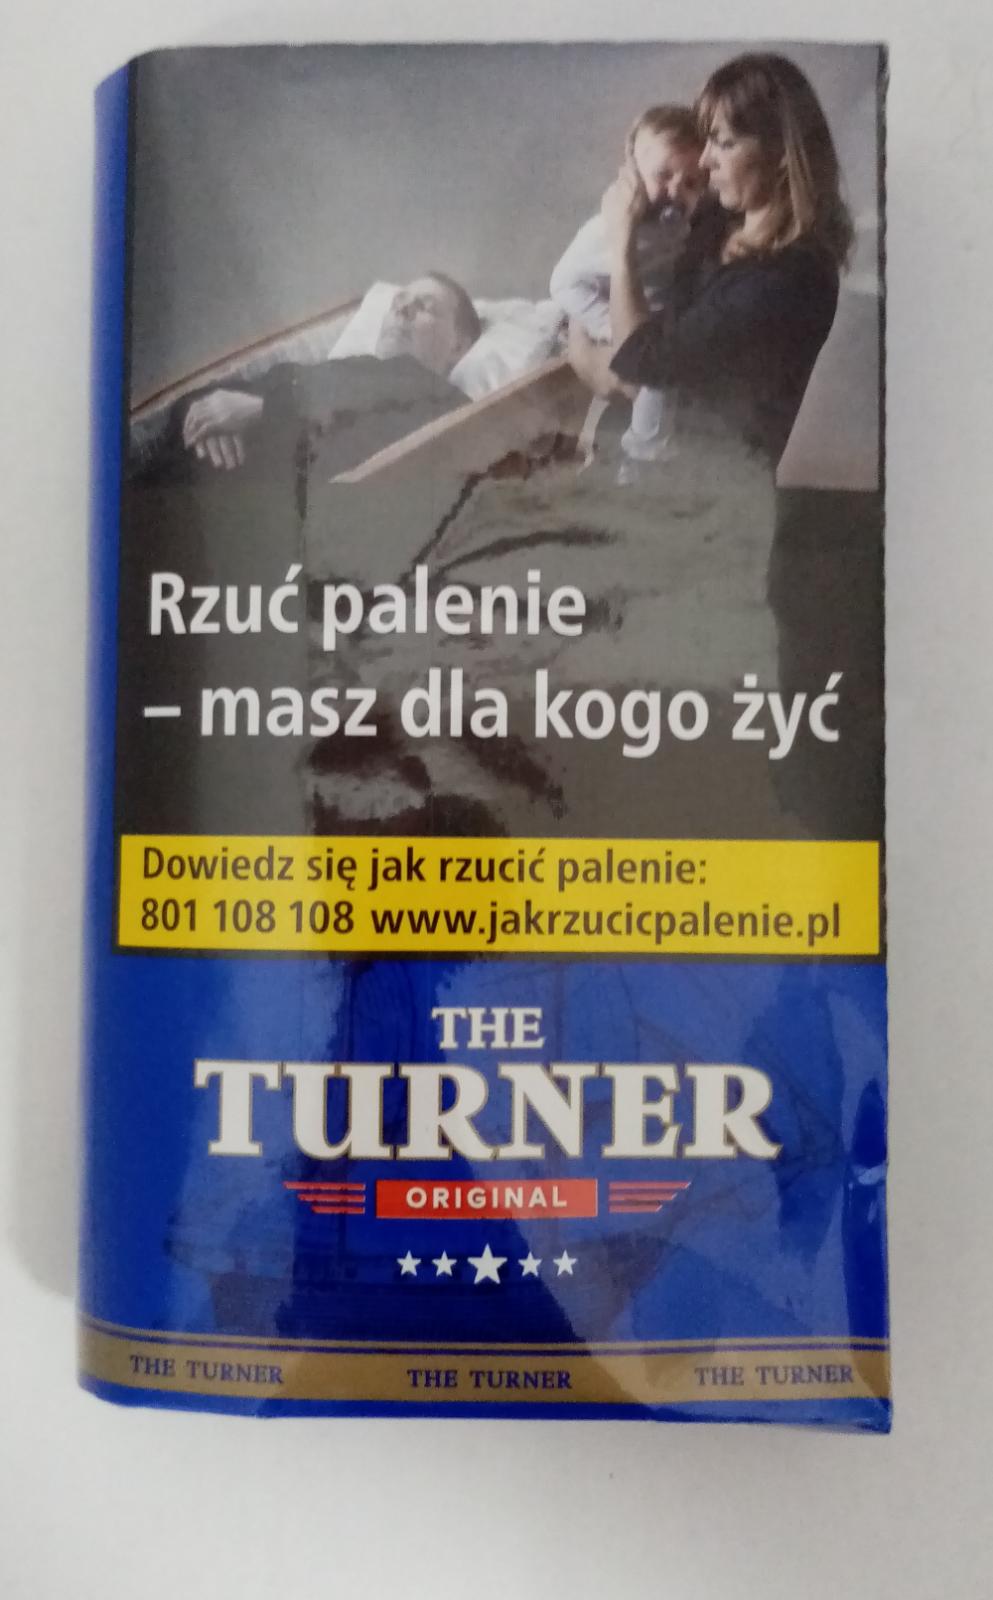 Rzuć palenie
– masz dla kogo żyć
Dowiedz się jak rzucić palenie:
801 108 108 www.jakrzucicpalenie.pl
THE
TURNER
ORIGINAL
THE TURNER THE TURNER THE TURNER